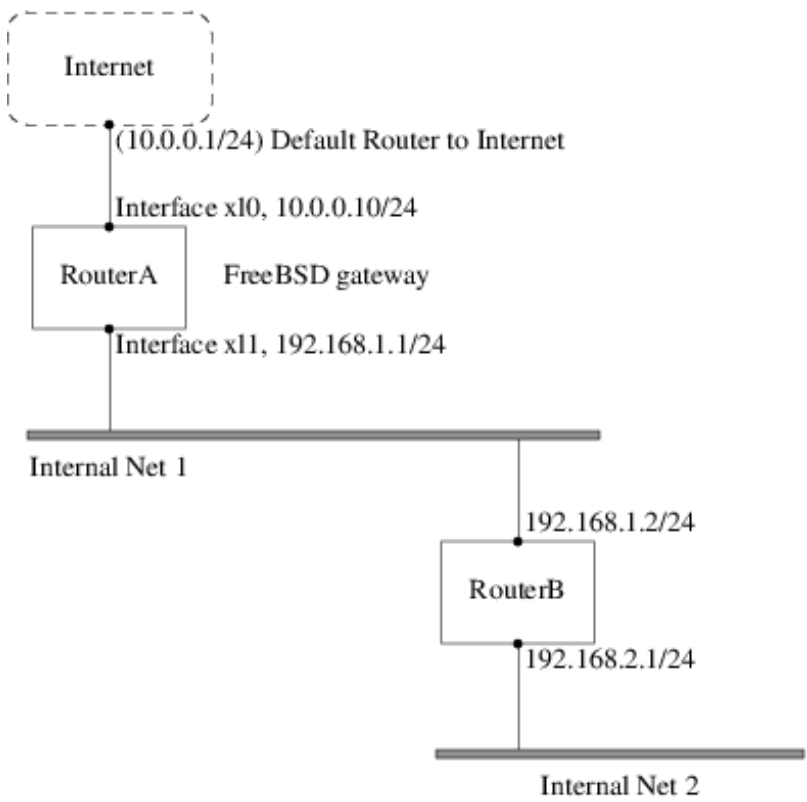 Internet
(10.0.0.1/24) Default Router to Internet
Interface xl0, 10.0.0.10/24
RouterA
FreeBSD gateway
Interface xl1, 192.168.1.1/24
Internal Net 1
192.168.1.2/24
RouterB
192.168.2.1/24
Internal Net 2